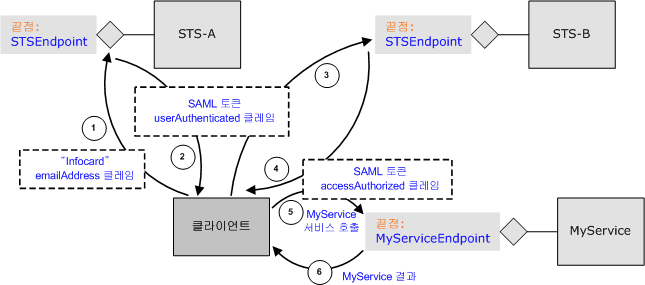 끝점:
STSEndpoint
STS-A
끝점:
STSEndpoint
STS-B
3
SAML 토큰
userAuthenticated 클레임
1
2
“Infocard”
emailAddress 클레임
4
SAML 토큰
accessAuthorized 클레임
클라이언트
5
MyService
서비스 호출
끝점:
MyServiceEndpoint
MyService
6
MyService 결과